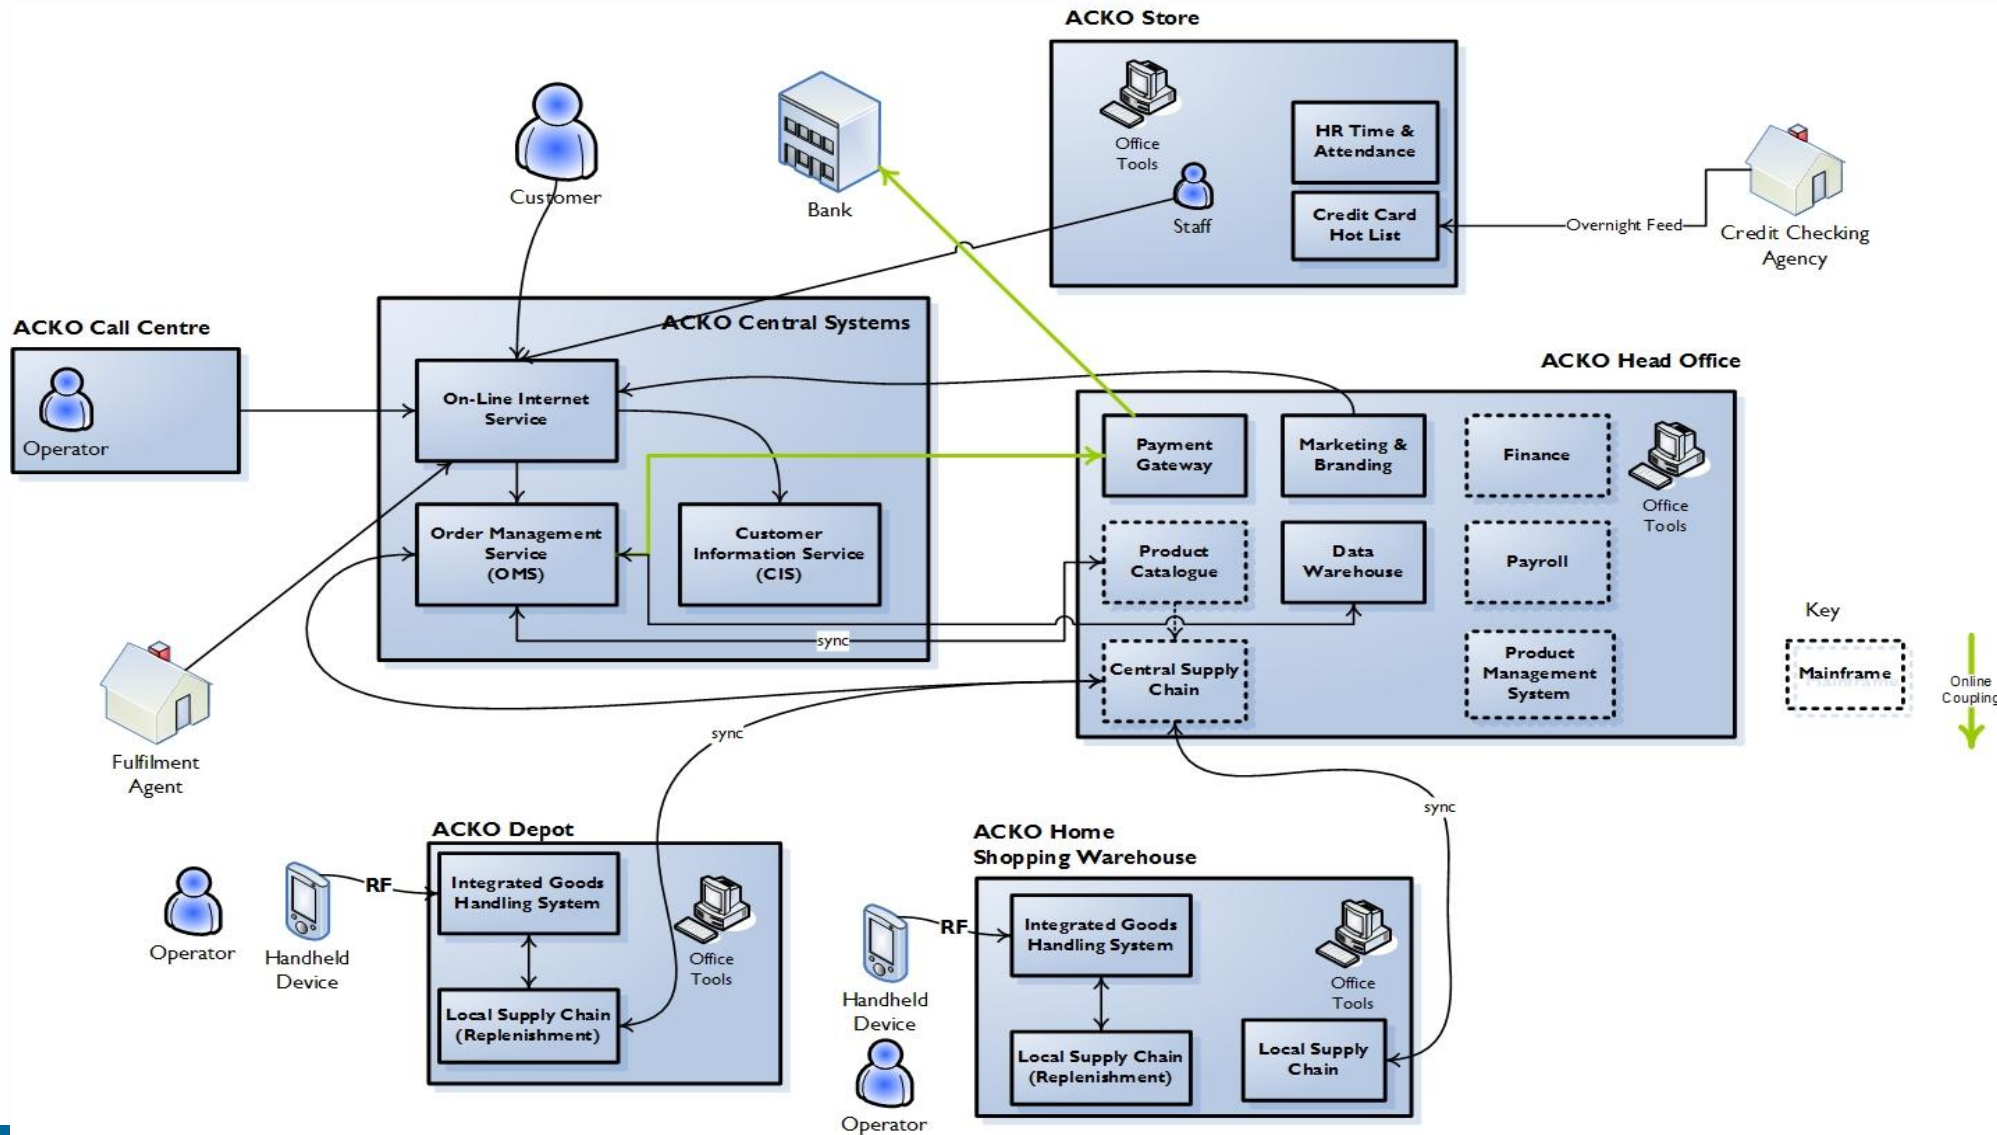 ACKO Store
Office
Tools
HR Time &
Attendance
Staff
Credit Card
Hot List
Overnight Feed
Credit Checking
Agency
Customer
Bank
ACKO Call Centre
Operator
ACKO Central Systems
On-Line Internet
Service
Order Management
Service
(OMS)
Customer
Information Service
(CIS)
sync
ACKO Head Office
Payment
Gateway
Marketing &
Branding
Finance
Office
Tools
Product
Catalogue
Data
Warehouse
Payroll
Central Supply
Chain
Product
Management
System
Key
Mainframe
Online
Coupling
Fulfilment
Agent
sync
sync
ACKO Depot
Operator
Handheld
Device
RF
Integrated Goods
Handling System
Office
Tools
Local Supply Chain
(Replenishment)
ACKO Home
Shopping Warehouse
Handheld
Device
Operator
RF
Integrated Goods
Handling System
Office
Tools
Local Supply Chain
(Replenishment)
Local Supply
Chain